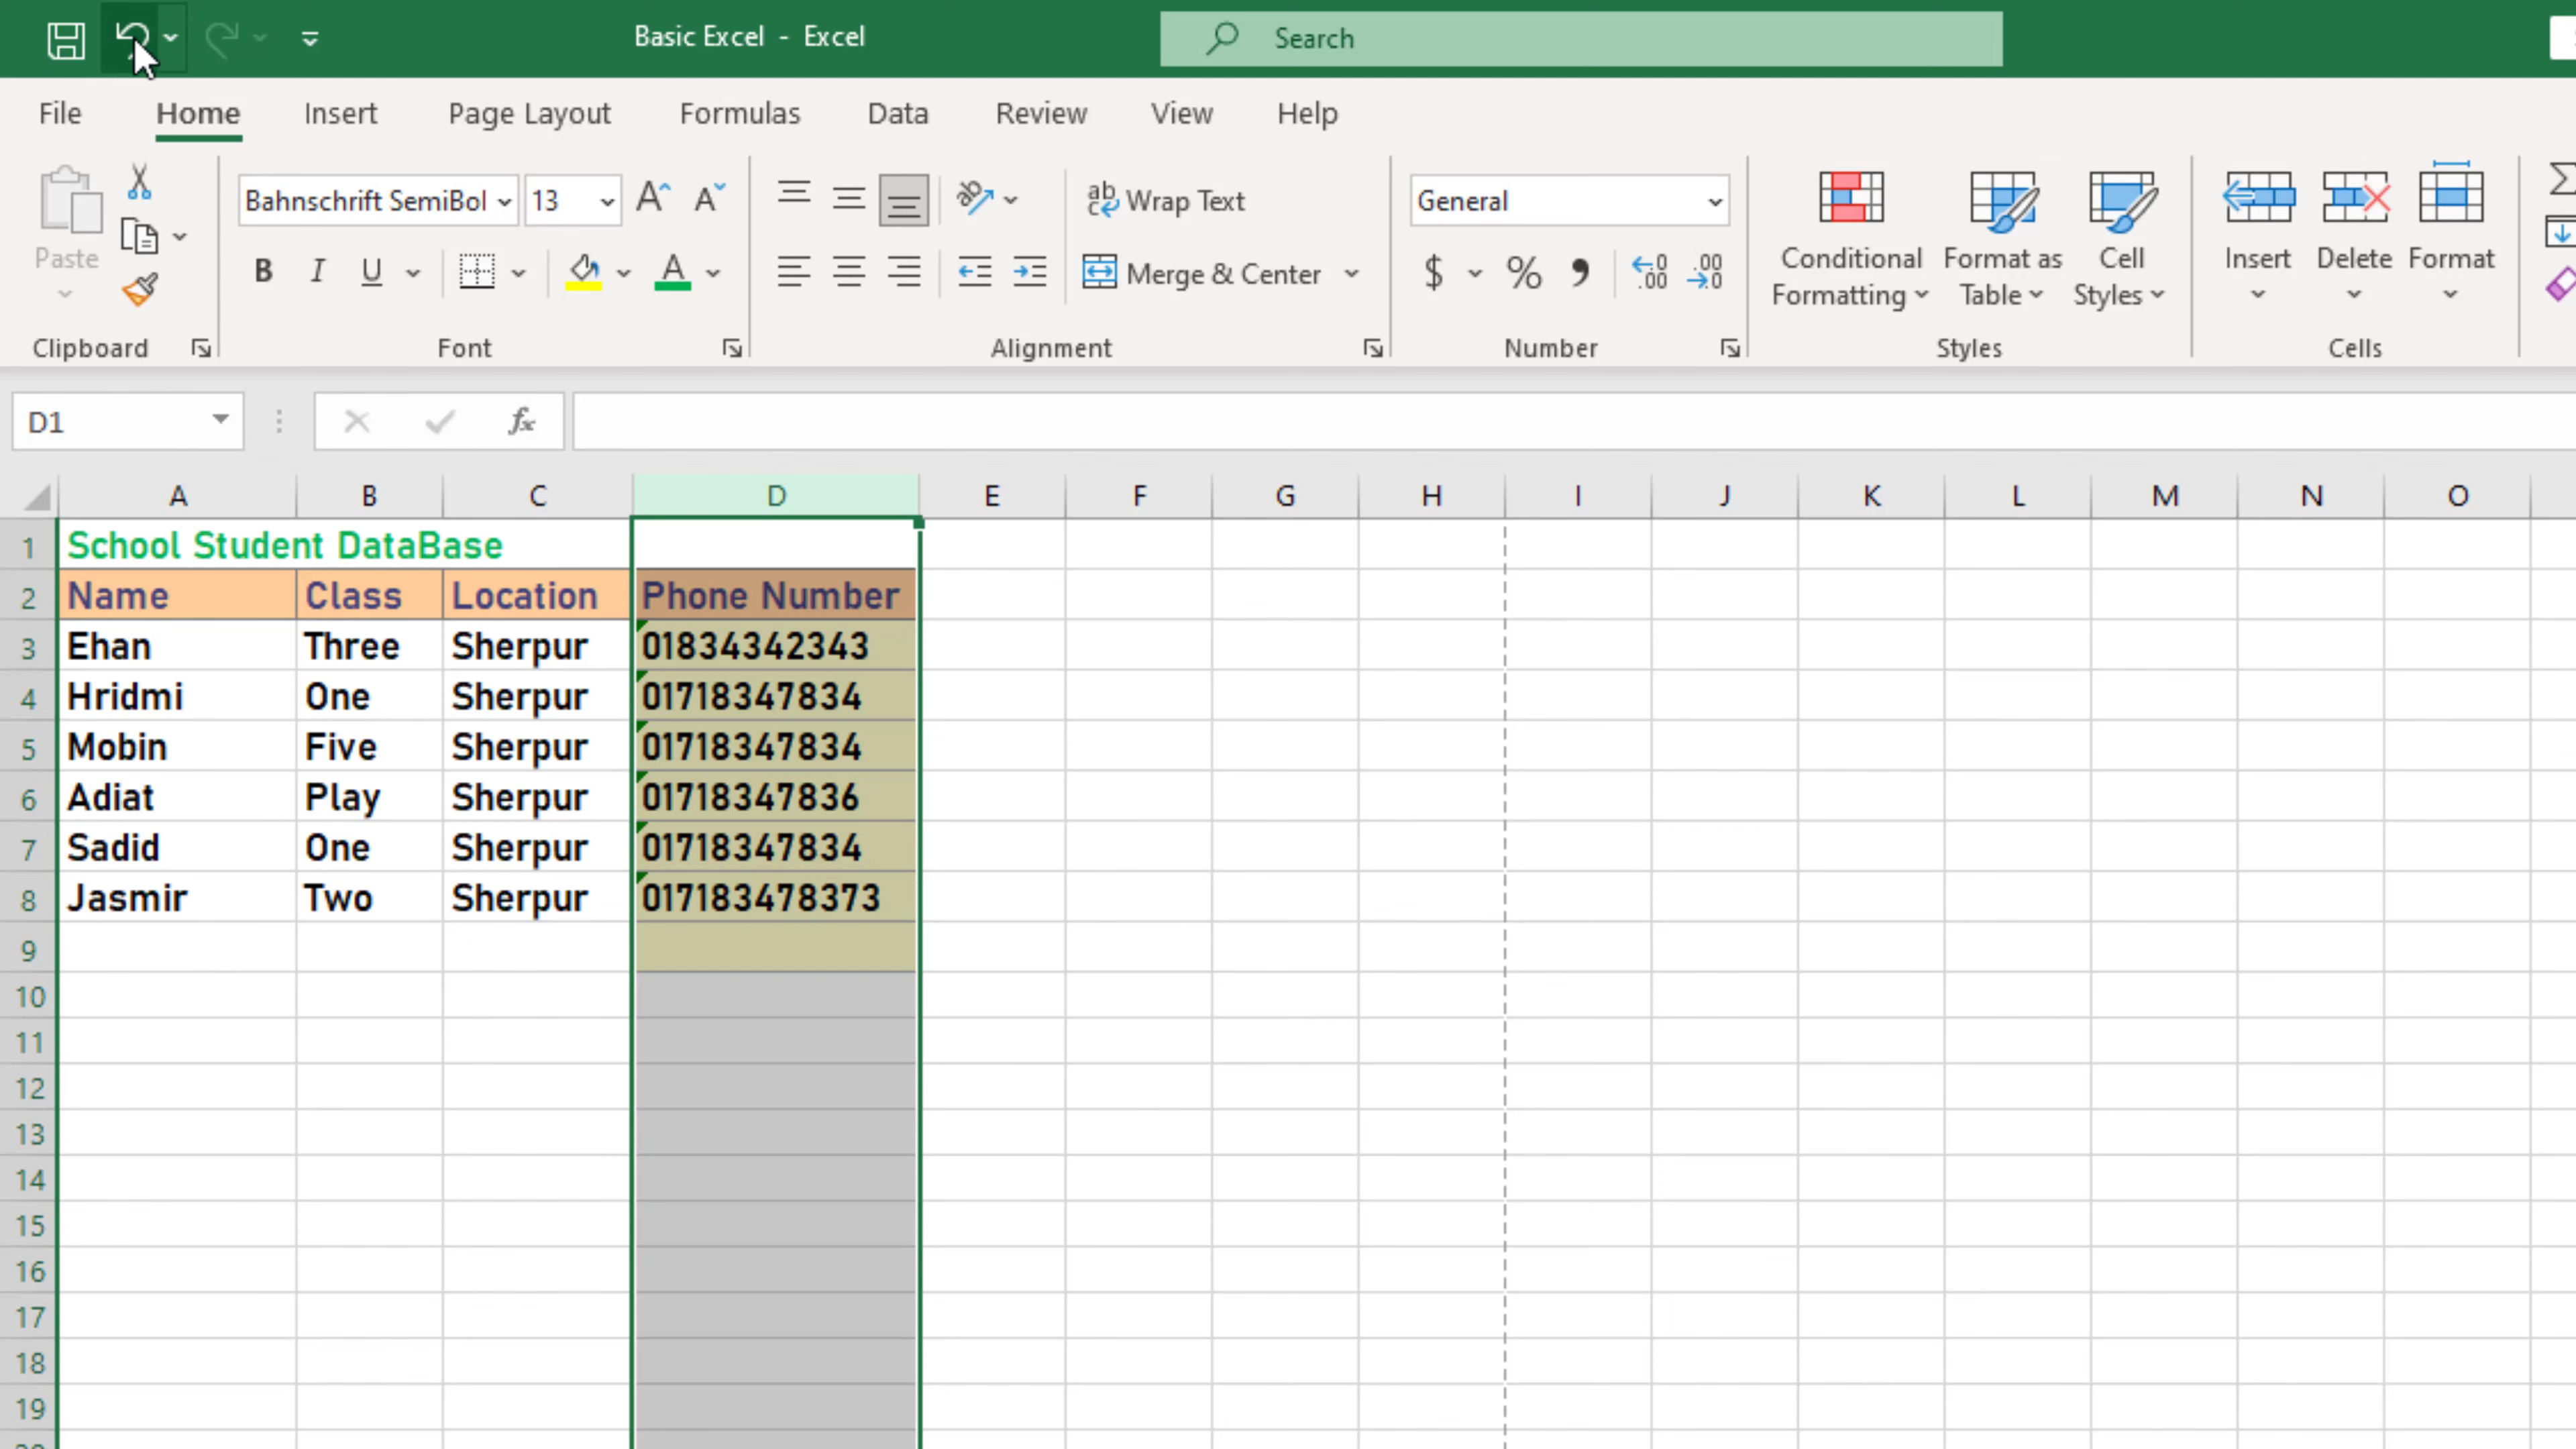 Basic Excel - Excel
Search
File Home Insert Page Layout Formulas Data Review View Help
Bahnschrift SemiBol 13 Wrap Text General
Paste Merge & Center $ % Conditional Formatting Format as Table Cell Styles Insert Delete Format
Clipboard Font Alignment Number Styles Cells
D1 fx
A B C D E F G H I J K L M N O
1 School Student DataBase
2 Name Class Location Phone Number
3 Ehan Three Sherpur 01834342343
4 Hridmi One Sherpur 01718347834
5 Mobin Five Sherpur 01718347834
6 Adiat Play Sherpur 01718347836
7 Sadid One Sherpur 01718347834
8 Jasmir Two Sherpur 017183478373
9
10
11
12
13
14
15
16
17
18
19